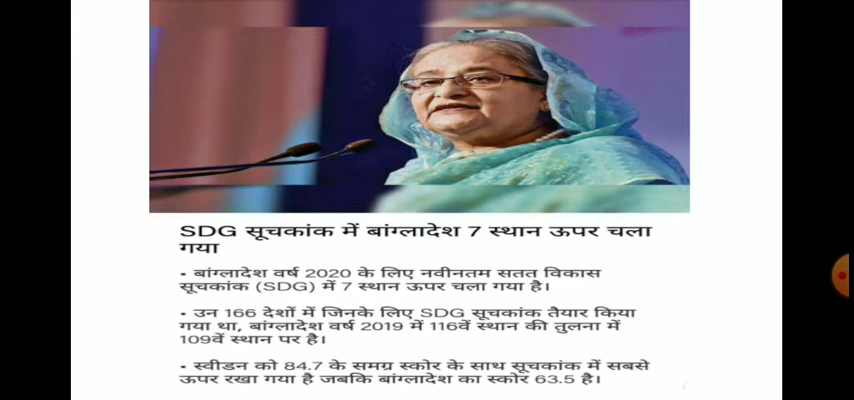 SDG सूचकांक में बांग्लादेश 7 स्थान ऊपर चला
गया
• बांग्लादेश वर्ष 2020 के लिए नवीनतम सतत विकास
सूचकांक (SDG) में 7 स्थान ऊपर चला गया है।
• उन 166 देशों में जिनके लिए SDG सूचकांक तैयार किया
गया था, बांग्लादेश वर्ष 2019 में 116वें स्थान की तुलना में
109वें स्थान पर है।
• स्वीडन को 84.7 के समग्र स्कोर के साथ सूचकांक में सबसे
ऊपर रखा गया है जबकि बांग्लादेश का स्कोर 63.5 है।